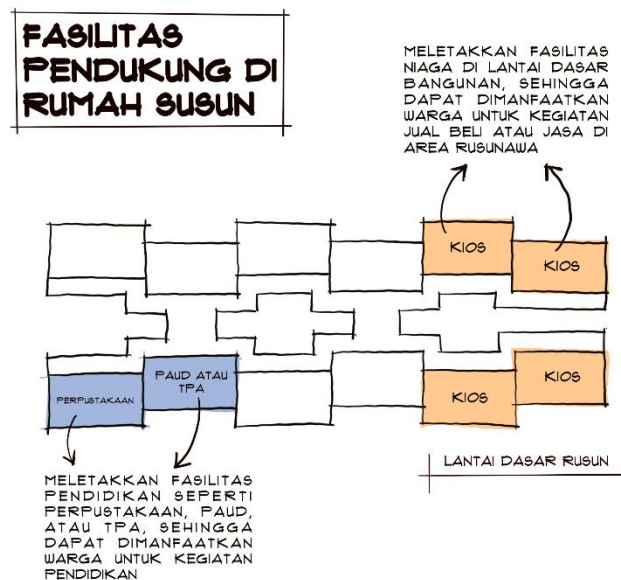 FASILITAS
PENDUKUNG DI
RUMAH SUSUN
MELETAKKAN FASILITAS
NIAGA DI LANTAI DASAR
BANGUNAN, SEHINGGA
DAPAT DIMANFAATKAN
WARGA UNTUK KEGIATAN
JUAL BELI ATAU JASA DI
AREA RUSUNAWA
KIOS
KIOS
PERPUSTAKAAN
PAUD ATAU
TPA
KIOS
KIOS
LANTAI DASAR RUSUN
MELETAKKAN FASILITAS
PENDIDIKAN SEPERTI
PERPUSTAKAAN, PAUD,
ATAU TPA, SEHINGGA
DAPAT DIMANFAATKAN
WARGA UNTUK KEGIATAN
PENDIDIKAN